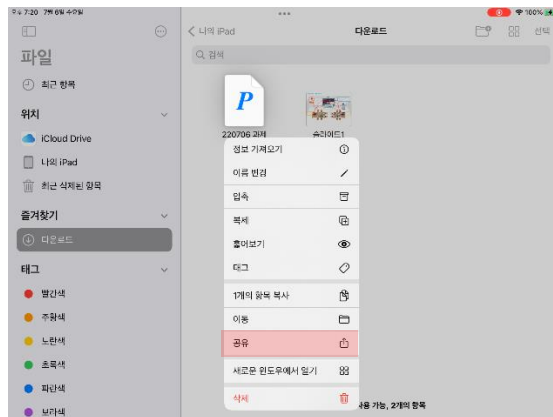 오후 7:20 7월 6일 수요일
100%
파일
나의 iPad
다운로드
선택
검색
최근 항목
위치
iCloud Drive
나의 iPad
최근 삭제된 항목
즐겨찾기
다운로드
태그
빨간색
주황색
노란색
초록색
파란색
보라색
P
220706 과제
슬라이드1
정보 가져오기
이름 변경
압축
복제
훑어보기
태그
1개의 항목 복사
이동
공유
새로운 윈도우에서 열기
삭제
사용 가능, 2개의 항목